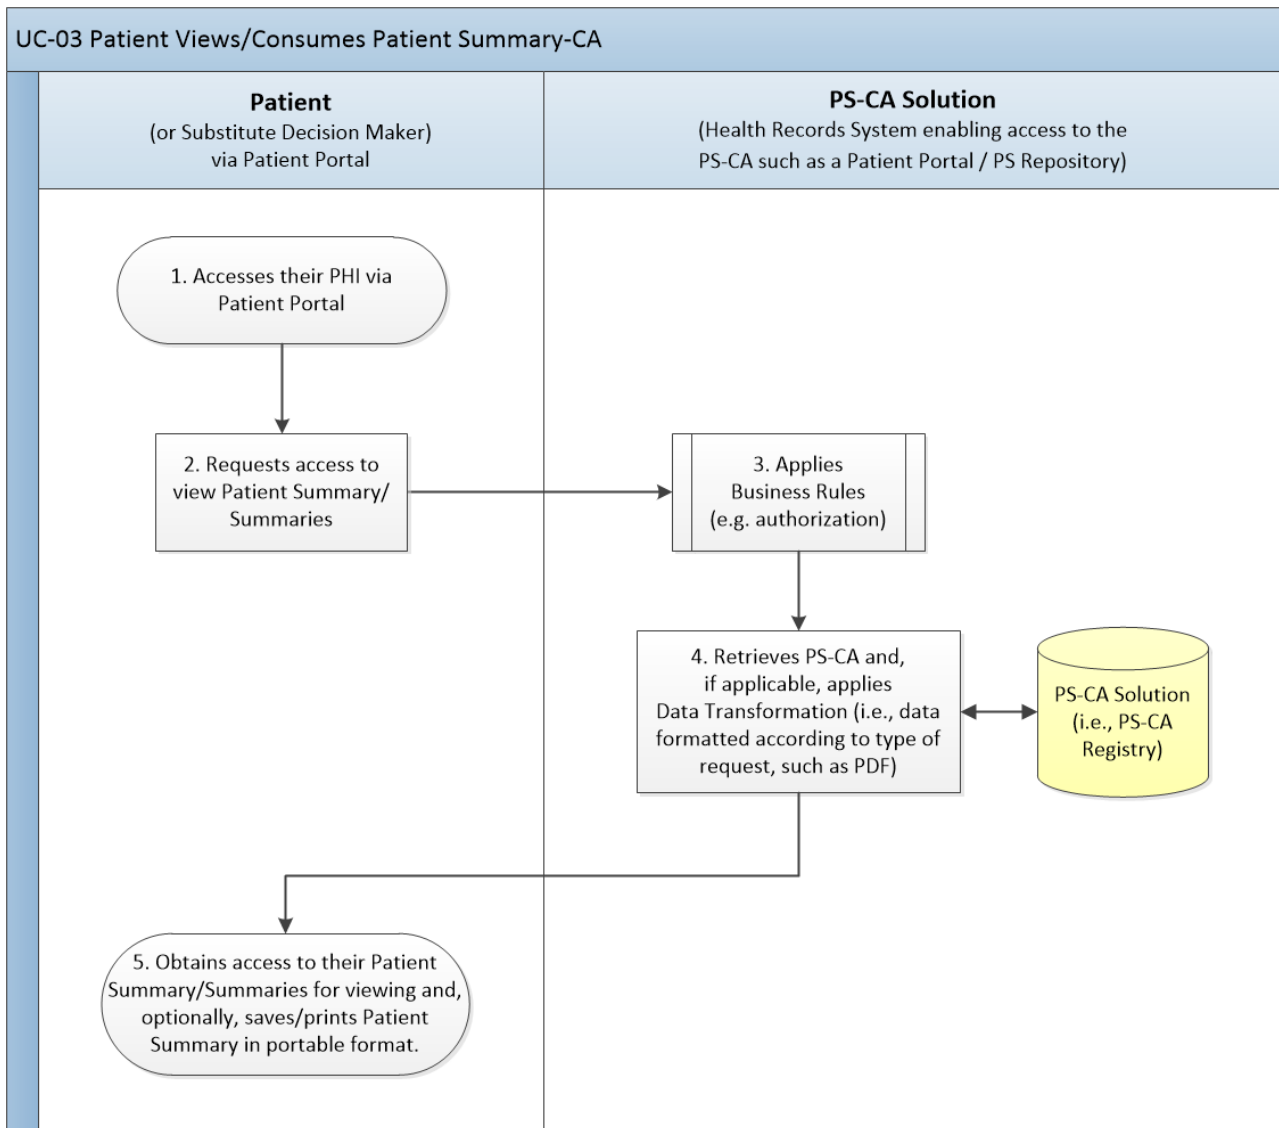 UC-03 Patient Views/Consumes Patient Summary-CA
Patient
(or Substitute Decision Maker)
via Patient Portal
PS-CA Solution
(Health Records System enabling access to the
PS-CA such as a Patient Portal / PS Repository)
1. Accesses their PHI via
Patient Portal
2. Requests access to
view Patient Summary/
Summaries
3. Applies
Business Rules
(e.g. authorization)
4. Retrieves PS-CA and,
if applicable, applies
Data Transformation (i.e., data
formatted according to type of
request, such as PDF)
PS-CA Solution
(i.e., PS-CA
Registry)
5. Obtains access to their Patient
Summary/Summaries for viewing and,
optionally, saves/prints Patient
Summary in portable format.